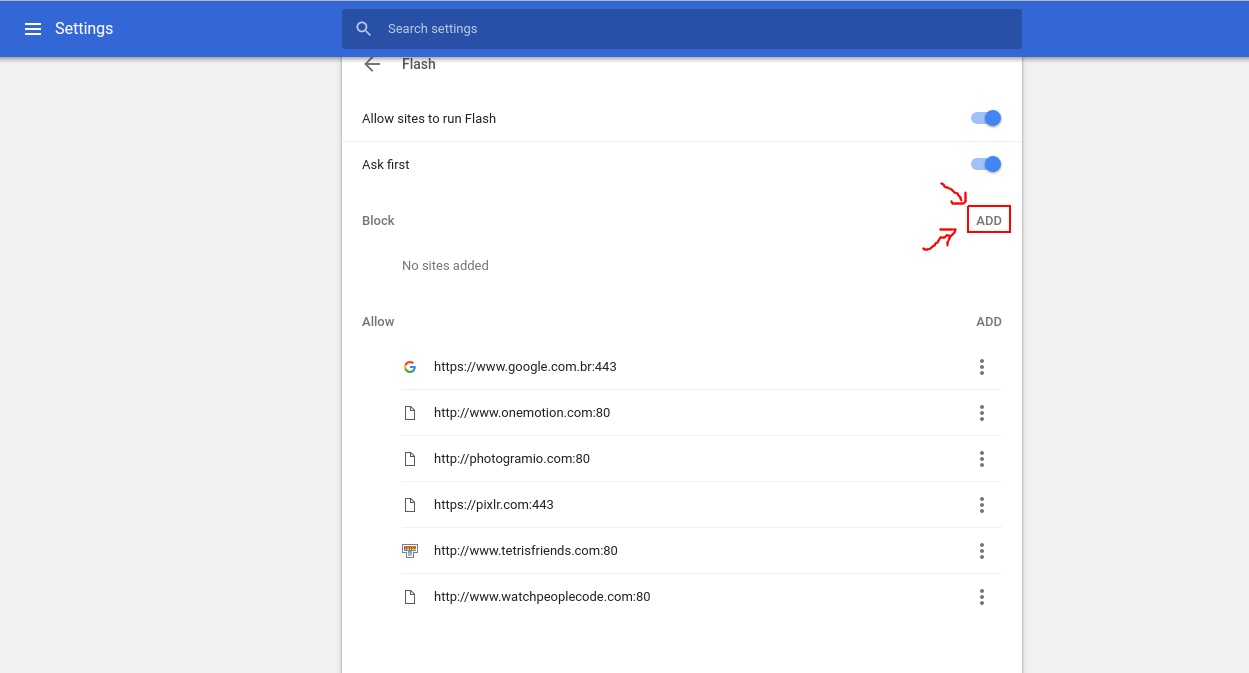 Settings
Search settings
Flash
Allow sites to run Flash
Ask first
Block ADD
No sites added
Allow ADD
https://www.google.com.br:443
http://www.onemotion.com:80
http://photogramio.com:80
https://pixlr.com:443
http://www.tetrisfriends.com:80
http://www.watchpeoplecode.com:80